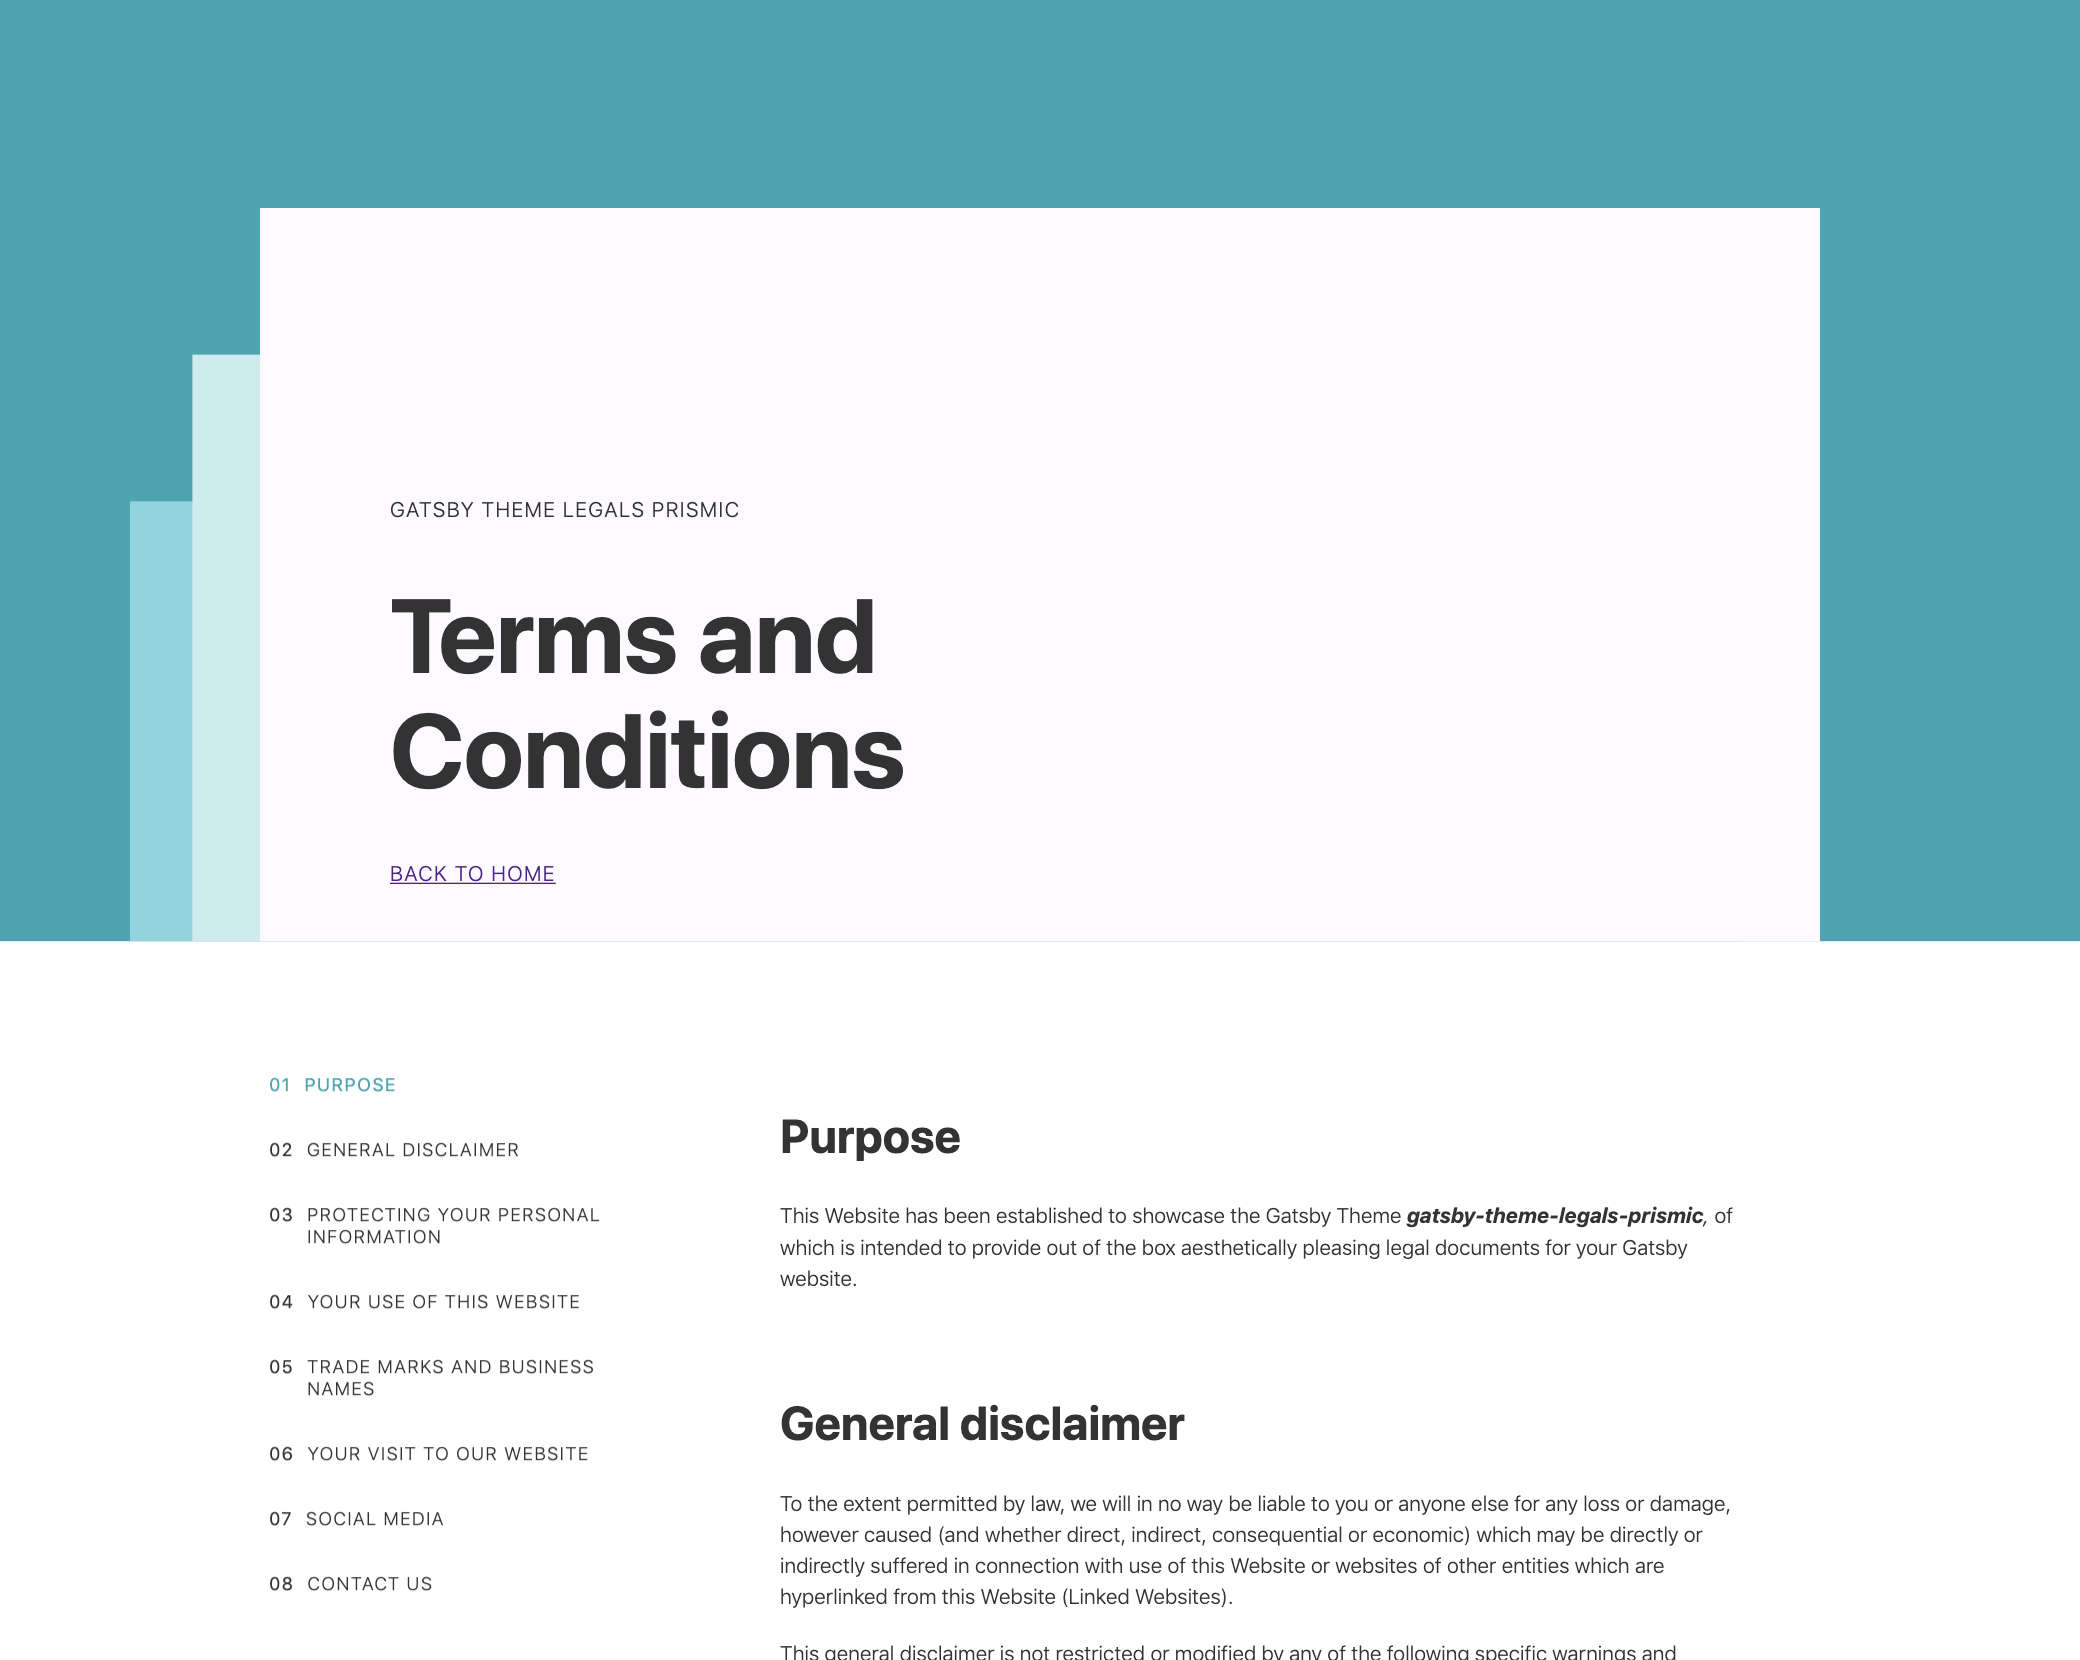 GATSBY THEME LEGALS PRISMIC
Terms and
Conditions
BACK TO HOME
01 PURPOSE
02 GENERAL DISCLAIMER
03 PROTECTING YOUR PERSONAL
INFORMATION
04 YOUR USE OF THIS WEBSITE
05 TRADE MARKS AND BUSINESS
NAMES
06 YOUR VISIT TO OUR WEBSITE
07 SOCIAL MEDIA
08 CONTACT US
Purpose
This Website has been established to showcase the Gatsby Theme gatsby-theme-legals-prismic, of
which is intended to provide out of the box aesthetically pleasing legal documents for your Gatsby
website.
General disclaimer
To the extent permitted by law, we will in no way be liable to you or anyone else for any loss or damage,
however caused (and whether direct, indirect, consequential or economic) which may be directly or
indirectly suffered in connection with use of this Website or websites of other entities which are
hyperlinked from this Website (Linked Websites).
This general disclaimer is not restricted or modified by any of the following specific warnings and